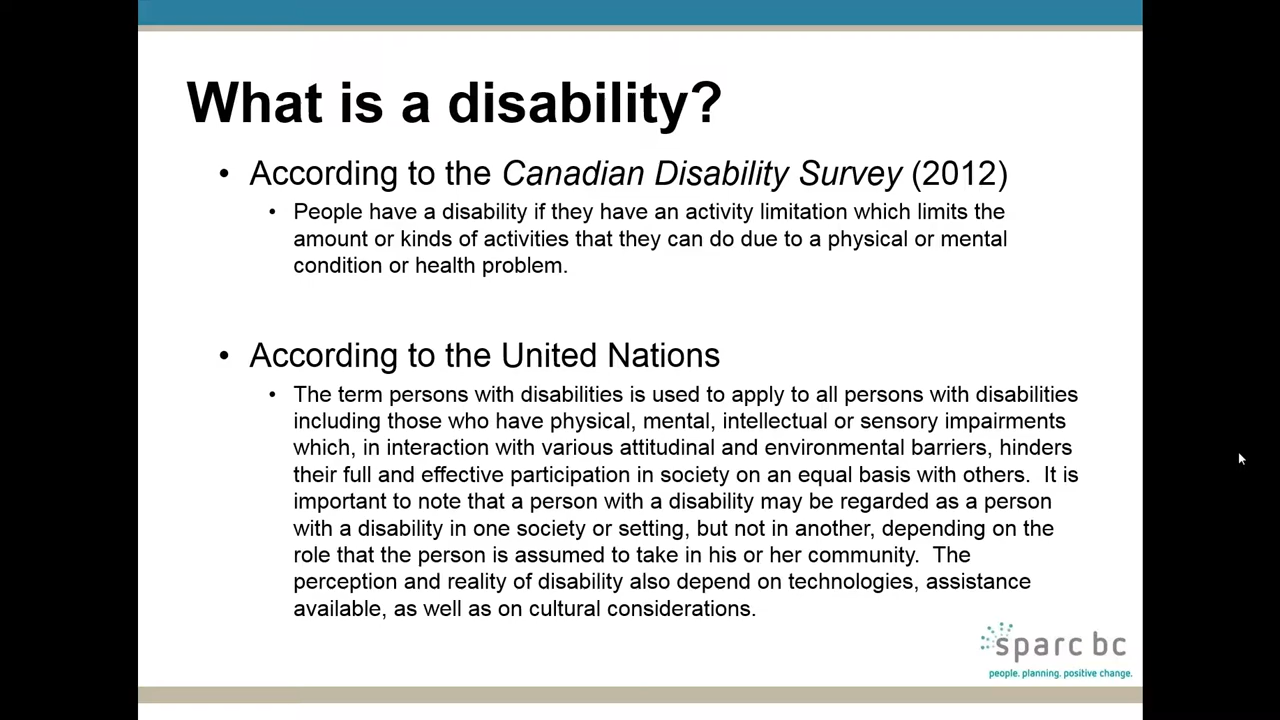 What is a disability?
• According to the Canadian Disability Survey (2012)
• People have a disability if they have an activity limitation which limits the
amount or kinds of activities that they can do due to a physical or mental
condition or health problem.
• According to the United Nations
• The term persons with disabilities is used to apply to all persons with disabilities
including those who have physical, mental, intellectual or sensory impairments
which, in interaction with various attitudinal and environmental barriers, hinders
their full and effective participation in society on an equal basis with others.  It is
important to note that a person with a disability may be regarded as a person
with a disability in one society or setting, but not in another, depending on the
role that the person is assumed to take in his or her community.  The
perception and reality of disability also depend on technologies, assistance
available, as well as on cultural considerations.
sparc bc
people. planning. positive change.